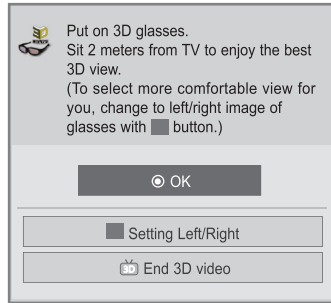 Put on 3D glasses.
Sit 2 meters from TV to enjoy the best
3D view.
(To select more comfortable view for
you, change to left/right image of
glasses with button.)
OK
Setting Left/Right
3D End 3D video